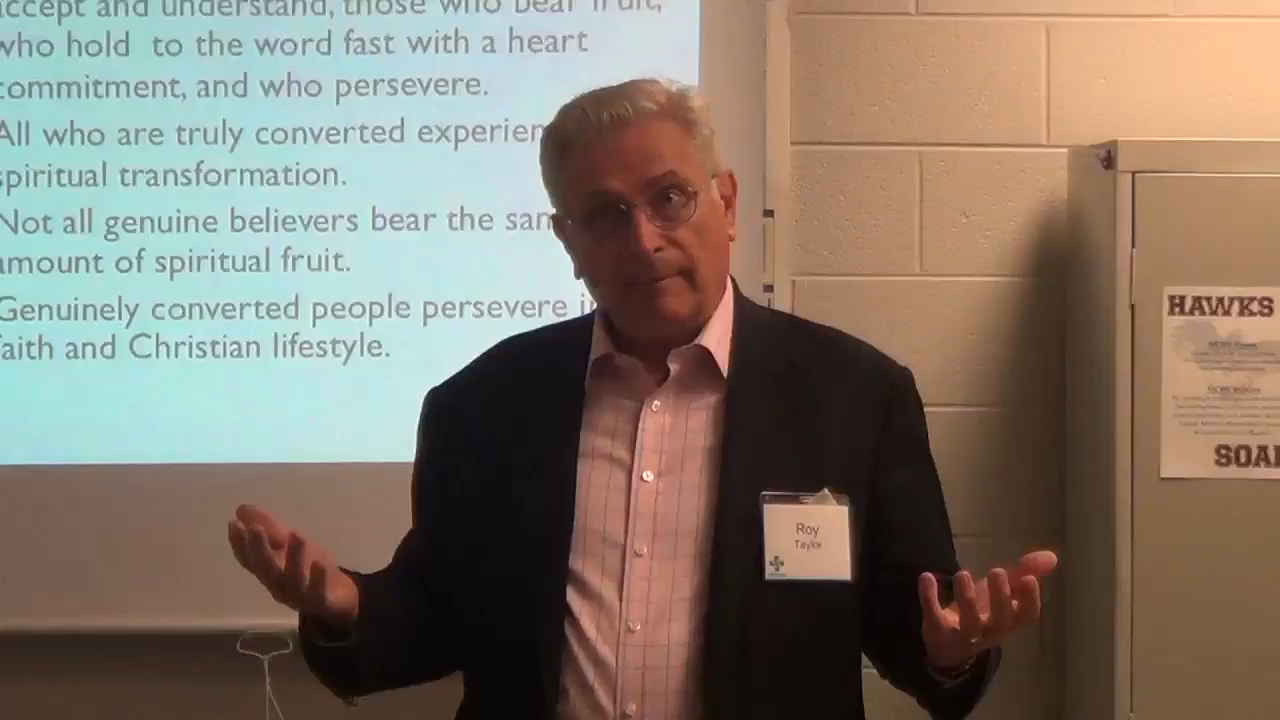 accept and understand, those who bear fruit,
who hold to the word fast with a heart
commitment, and who persevere.
All who are truly converted experien
spiritual transformation.
Not all genuine believers bear the sam
amount of spiritual fruit.
Genuinely converted people persevere i
faith and Christian lifestyle.
Roy
Taylor
HAWKS
SOA